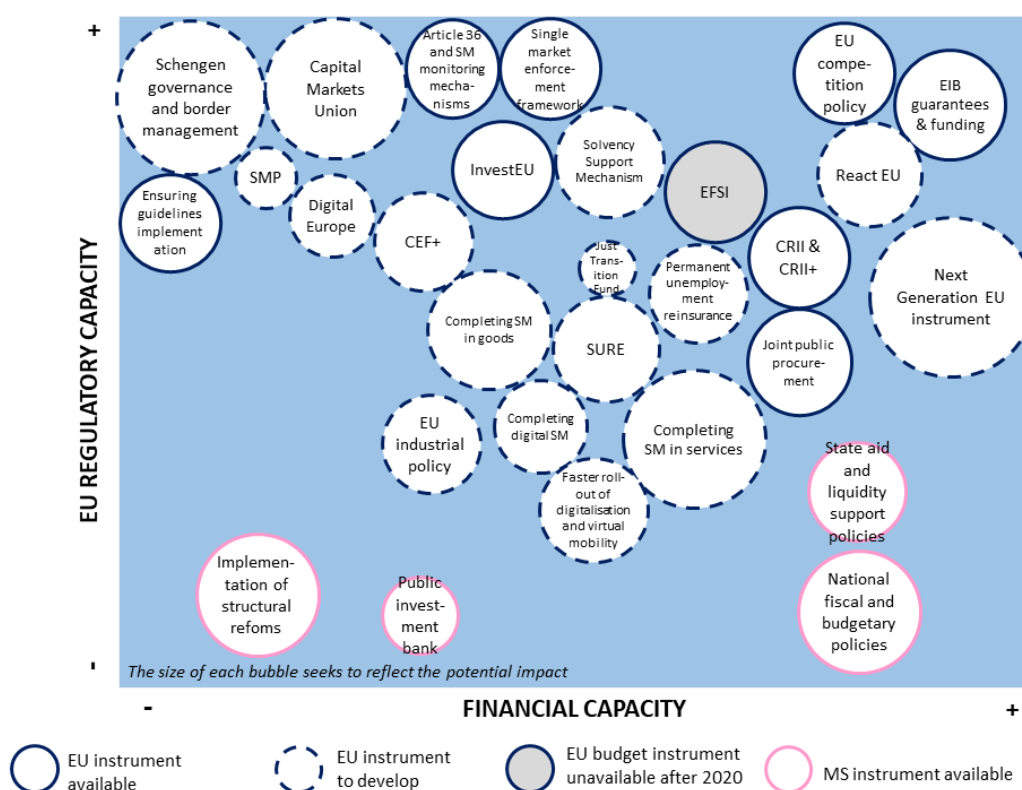 +
Schengen
governance
and border
management
Capital
Markets
Union
Article 36
and SM
monitoring
mecha-
nisms
Single
market
enforce-
ment
framework
EU
compe-
tition
policy
EIB
guarantees
& funding
InvestEU
Solvency
Support
Mechanism
SMP
EFSI
React EU
Ensuring
guidelines
implement
ation
Digital
Europe
CEF+
Just
Trans-
ition
Fund
Permanent
unemploy-
ment
reinsurance
CRII &
CRII+
Next
Generation EU
instrument
Completing SM
in goods
SURE
Joint public
procure-
ment
EU
industrial
policy
Completing
digital SM
Completing
SM in services
Faster roll-
out of
digitalisation
and virtual
mobility
State aid
and
liquidity
support
policies
Implemen-
tation of
structural
refoms
Public
invest-
ment
bank
National
fiscal and
budgetary
policies
EU REGULATORY CAPACITY
-
The size of each bubble seeks to reflect the potential impact
-
FINANCIAL CAPACITY
+
EU instrument
available
EU instrument
to develop
EU budget instrument
unavailable after 2020
MS instrument available